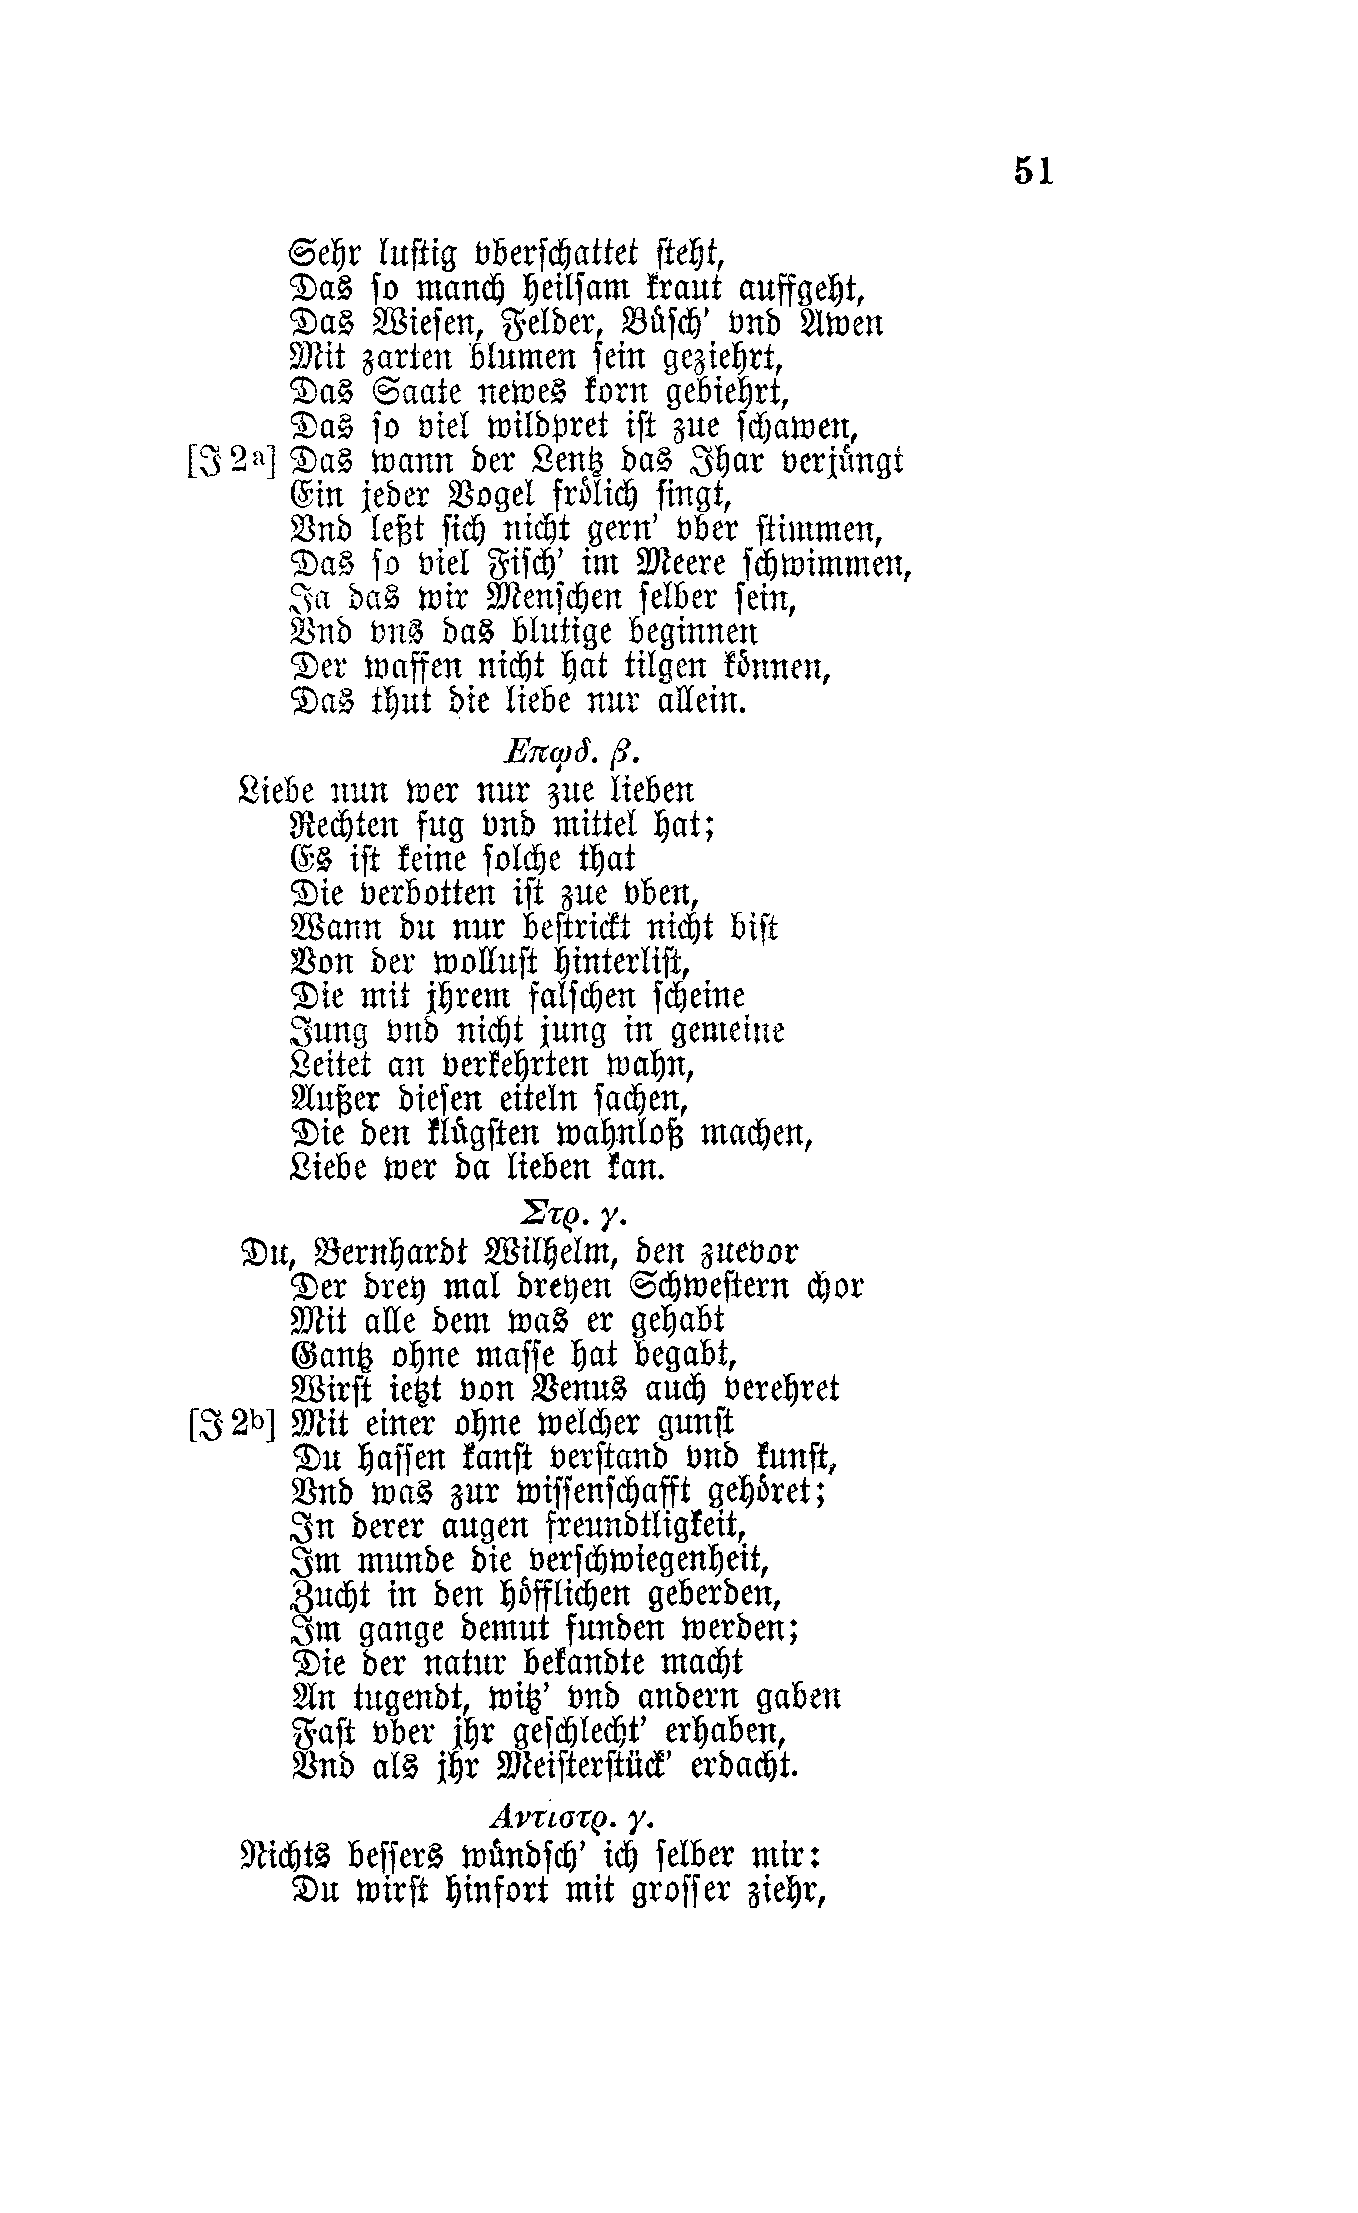 51
Sehr lustig vberschattet steht,
Das so manch heilsam kraut auffgeht,
Das Wiesen, Felder, Büsch' vnd Awen
Mit zarten blumen sein geziehrt,
Das Saate newes korn gebiehrt,
Das so viel wildpret ist zue schawen,
[J 2a] Das wann der Lentz das Jhar verjüngt
Ein jeder Vogel frölich singt,
Vnd leßt sich nicht gern' vber stimmen,
Das so viel Fisch' im Meere schwimmen,
Ja das wir Menschen selber sein,
Vnd vns das blutige beginnen
Der waffen nicht hat tilgen können,
Das thut die liebe nur allein.
Επῳδ. β.
Liebe nun wer nur zue lieben
Rechten fug vnd mittel hat;
Es ist keine solche that
Die verbotten ist zue vben,
Wann du nur bestrickt nicht bist
Von der wollust hinterlist,
Die mit jhrem falschen scheine
Jung vnd nicht jung in gemeine
Leitet an verkehrten wahn,
Außer diesen eiteln sachen,
Die den klügsten wahnloß machen,
Liebe wer da lieben kan.
Στρ. γ.
Du, Bernhardt Wilhelm, den zuevor
Der drey mal dreyen Schwestern chor
Mit alle dem was er gehabt
Gantz ohne masse hat begabt,
Wirst ietzt von Venus auch verehret
[J 2b] Mit einer ohne welcher gunst
Du hassen kanst verstand vnd kunst,
Vnd was zur wissenschafft gehöret;
In derer augen freundtligkeit,
Im munde die verschwiegenheit,
Zucht in den höfflichen geberden,
Im gange demut funden werden;
Die der natur bekandte macht
An tugendt, witz' vnd andern gaben
Fast vber jhr geschlecht' erhaben,
Vnd als jhr Meisterstück' erdacht.
Αντιστρ. γ.
Nichts bessers wündsch' ich selber mir:
Du wirst hinfort mit grosser ziehr,